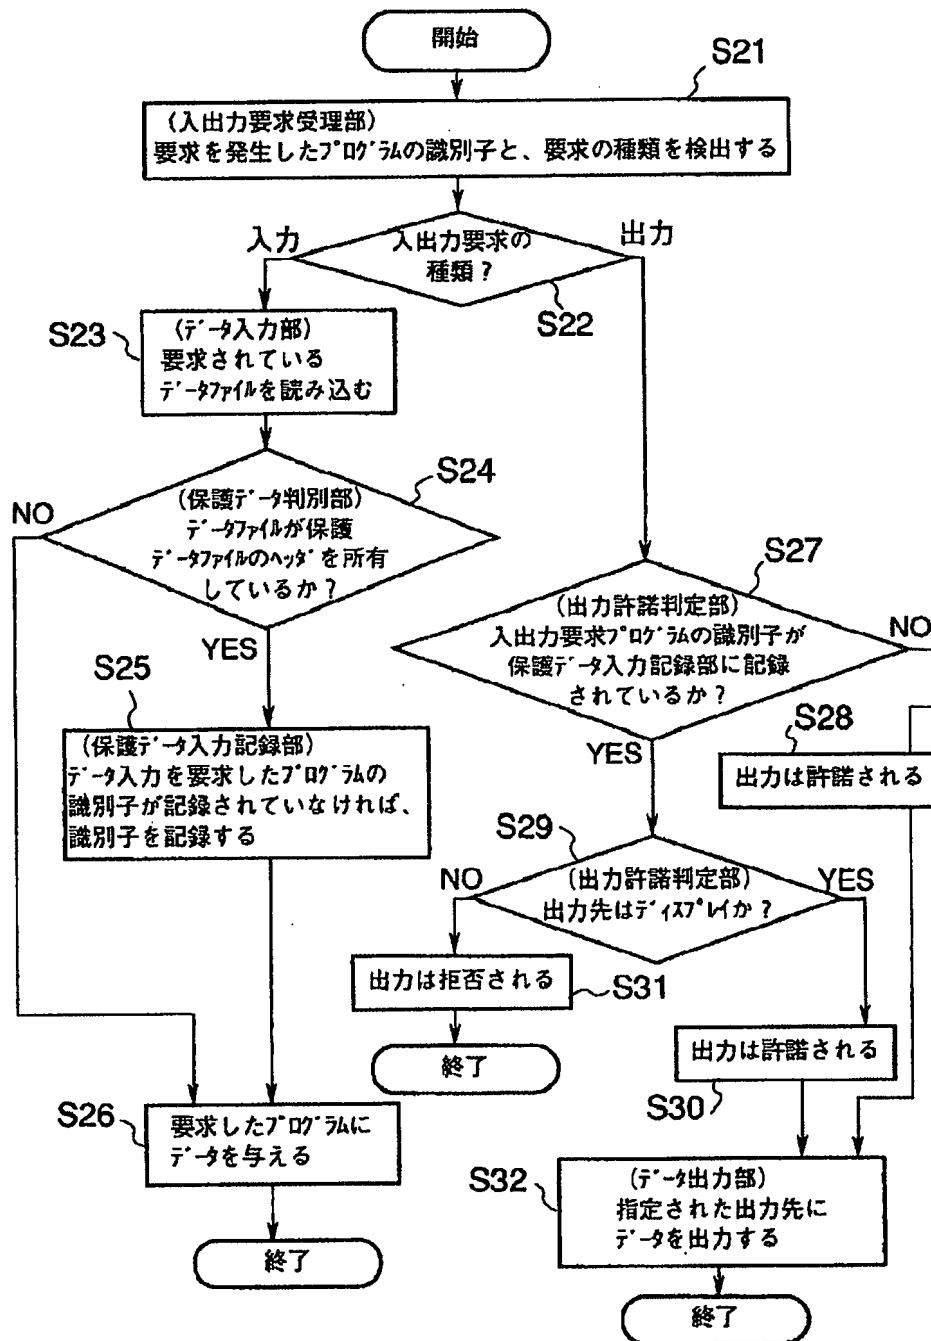 開始
S21
(入出力要求受理部)
要求を発生したプログラムの識別子と、要求の種類を検出する
入力
入出力要求の
種類?
出力
S22
S23
(データ入力部)
要求されている
データファイルを読み込む
S24
NO
(保護データ判別部)
データファイルが保護
データファイルのヘッダを所有
しているか?
YES
S27
(出力許諾判定部)
入出力要求プログラムの識別子が
保護データ入力記録部に記録
されているか?
NO
YES
S25
(保護データ入力記録部)
データ入力を要求したプログラムの
識別子が記録されていなければ、
識別子を記録する
S28
出力は許諾される
S29
NO
(出力許諾判定部)
出力先はディスプレイか?
YES
出力は拒否される
S31
終了
出力は許諾される
S30
S26
要求したプログラムに
データを与える
終了
S32
(データ出力部)
指定された出力先に
データを出力する
終了